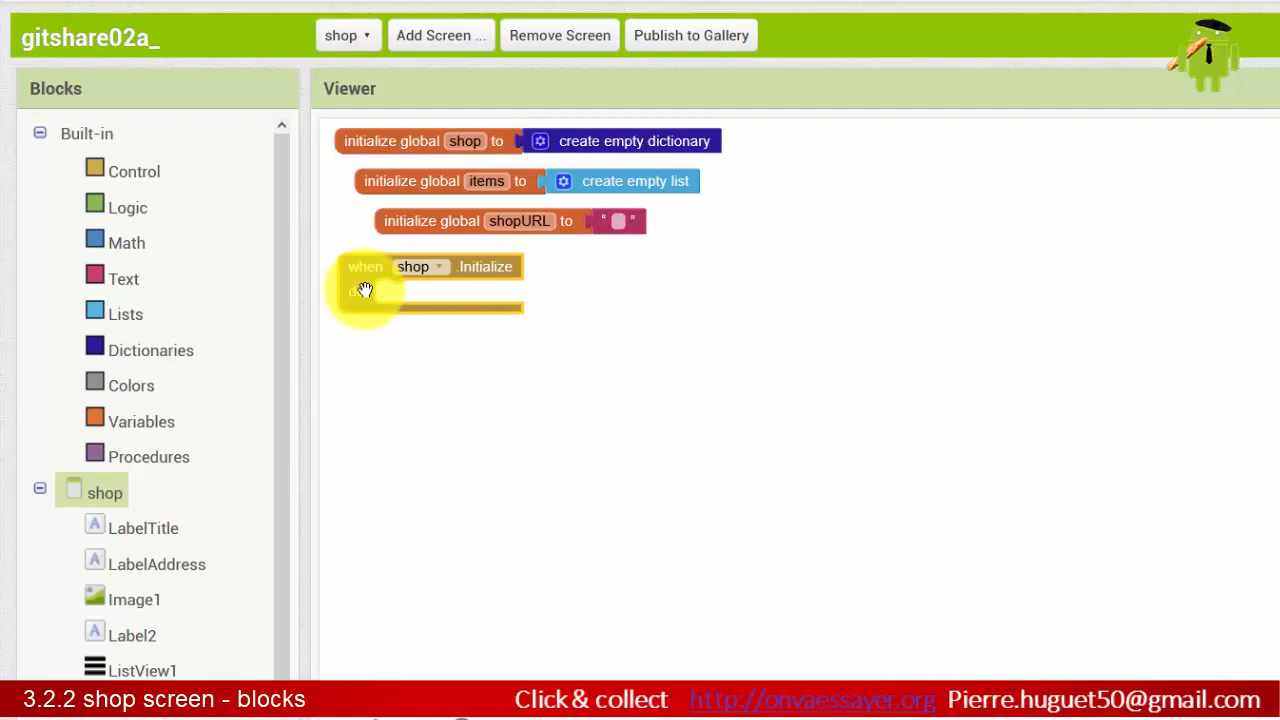 gitshare02a_
shop
Add Screen ...
Remove Screen
Publish to Gallery
Blocks
Viewer
Built-in
Control
Logic
Math
Text
Lists
Dictionaries
Colors
Variables
Procedures
shop
LabelTitle
LabelAddress
Image1
Label2
ListView1
initialize global shop to create empty dictionary
initialize global items to create empty list
initialize global shopURL to " "
when shop .Initialize
3.2.2 shop screen - blocks
Click & collect http://onvaessayer.org Pierre.huguet50@gmail.com